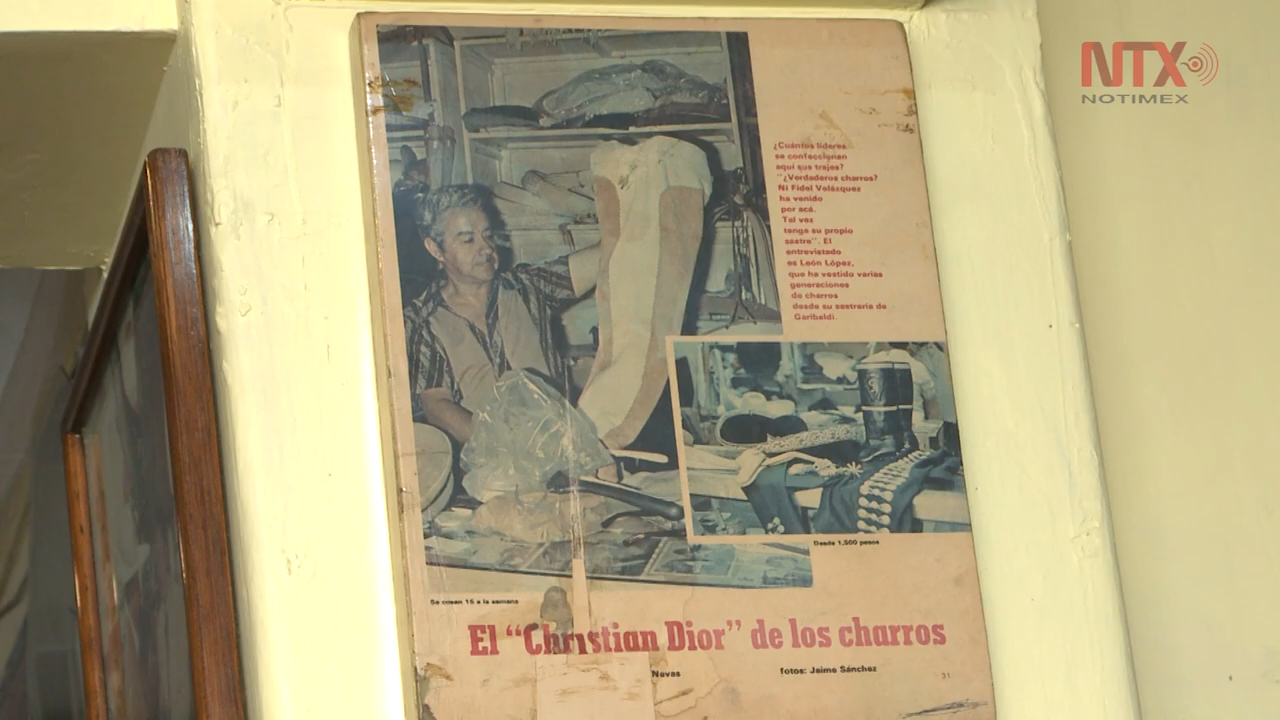 NTX
NOTIMEX
¿Cuántos líderes
se confeccionan
aquí sus trajes?
"¿Verdaderos charros?
Ni Fidel Velázquez
ha venido
por acá.
Tal vez
tenga su propio
sastre". El
entrevistado
es León López,
que ha vestido varias
generaciones
de charros
desde su sastrería de
Garibaldi.
Desde 1,500 pesos
Se cosen 15 a la semana
El "Christian Dior" de los charros
Navas
fotos: Jaime Sánchez
31